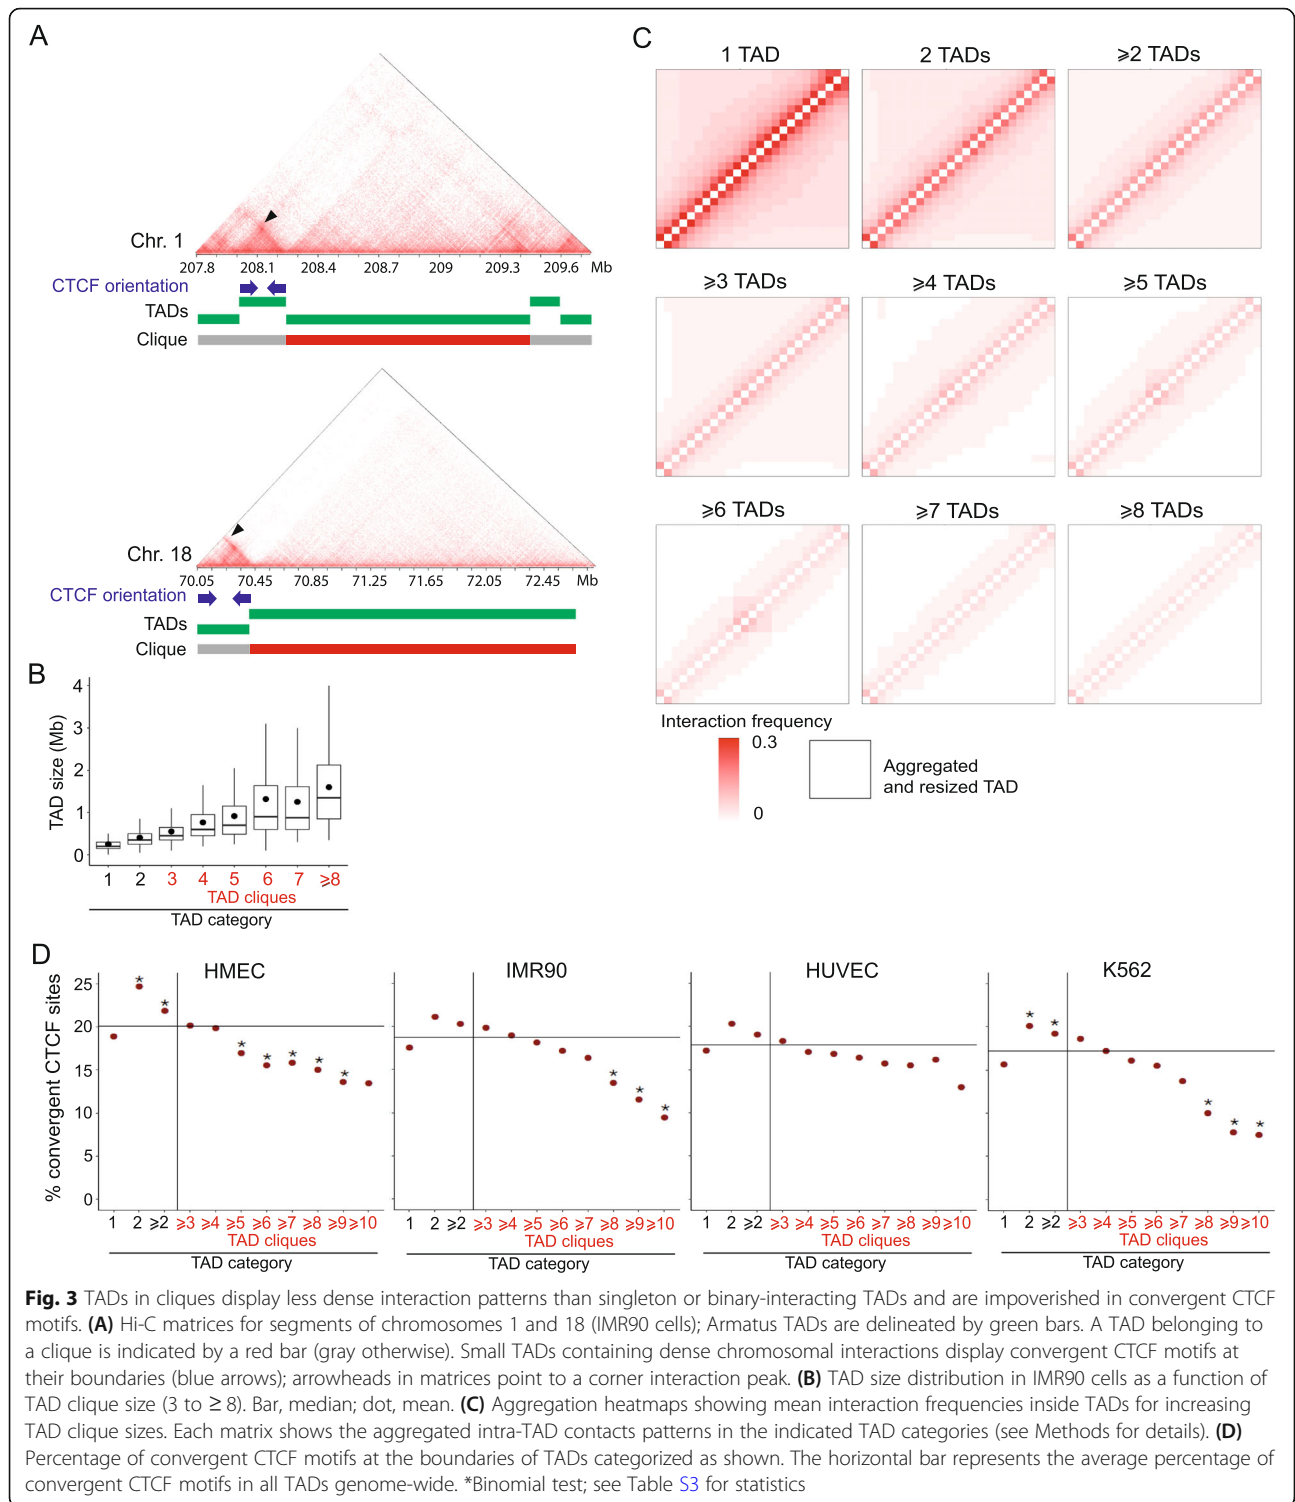 A
Chr. 1
207.8 208.1 208.4 208.7 209 209.3 209.6 Mb
CTCF orientation
TADs
Clique
Chr. 18
70.05 70.45 70.85 71.25 71.65 72.05 72.45 Mb
CTCF orientation
TADs
Clique
B
TAD size (Mb)
4
3
2
1
0
1 2 3 4 5 6 7 ⩾8
TAD cliques
TAD category
C
1 TAD 2 TADs ⩾2 TADs
⩾3 TADs ⩾4 TADs ⩾5 TADs
⩾6 TADs ⩾7 TADs ⩾8 TADs
Interaction frequency
0.3
0
Aggregated
and resized TAD
D
HMEC IMR90 HUVEC K562
% convergent CTCF sites
25
20
15
10
5
0
* * * * * * *
* * *
* * * * *
1 2 ⩾2 ⩾3 ⩾4 ⩾5 ⩾6 ⩾7 ⩾8 ⩾9 ⩾10
TAD cliques
TAD category
1 2 ⩾2 ⩾3 ⩾4 ⩾5 ⩾6 ⩾7 ⩾8 ⩾9 ⩾10
TAD cliques
TAD category
1 2 ⩾2 ⩾3 ⩾4 ⩾5 ⩾6 ⩾7 ⩾8 ⩾9 ⩾10
TAD cliques
TAD category
1 2 ⩾2 ⩾3 ⩾4 ⩾5 ⩾6 ⩾7 ⩾8 ⩾9 ⩾10
TAD cliques
TAD category
Fig. 3 TADs in cliques display less dense interaction patterns than singleton or binary-interacting TADs and are impoverished in convergent CTCF
motifs. (A) Hi-C matrices for segments of chromosomes 1 and 18 (IMR90 cells); Armatus TADs are delineated by green bars. A TAD belonging to
a clique is indicated by a red bar (gray otherwise). Small TADs containing dense chromosomal interactions display convergent CTCF motifs at
their boundaries (blue arrows); arrowheads in matrices point to a corner interaction peak. (B) TAD size distribution in IMR90 cells as a function of
TAD clique size (3 to ≥ 8). Bar, median; dot, mean. (C) Aggregation heatmaps showing mean interaction frequencies inside TADs for increasing
TAD clique sizes. Each matrix shows the aggregated intra-TAD contacts patterns in the indicated TAD categories (see Methods for details). (D)
Percentage of convergent CTCF motifs at the boundaries of TADs categorized as shown. The horizontal bar represents the average percentage of
convergent CTCF motifs in all TADs genome-wide. *Binomial test; see Table S3 for statistics